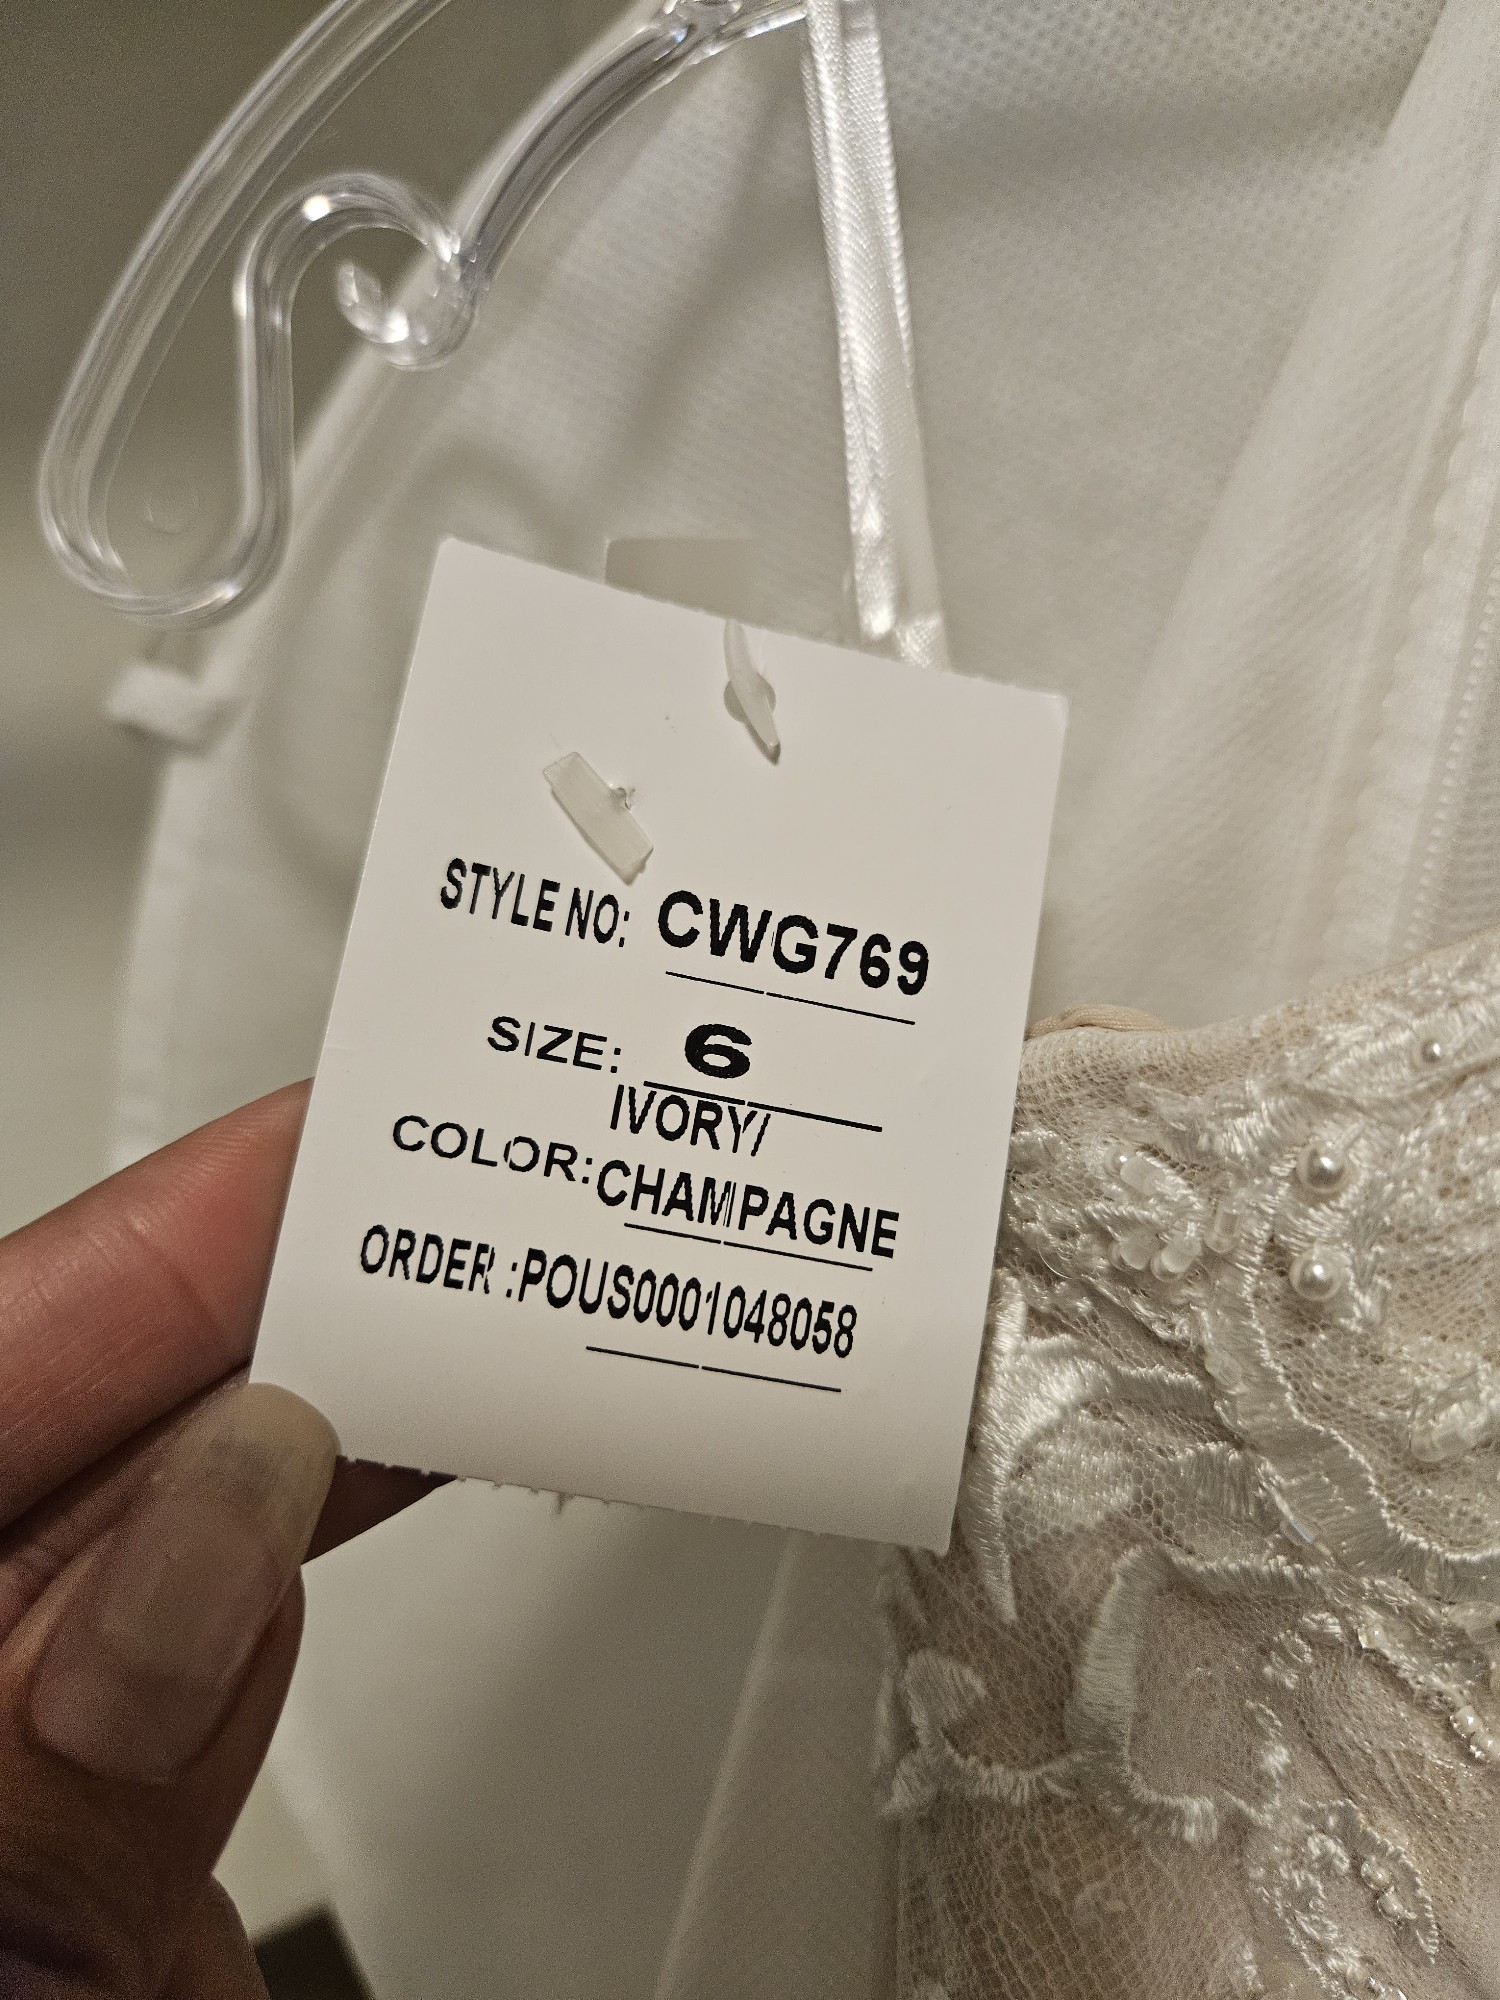 STYLE NO: CWG769
SIZE: 6
IVORY/
COLOR:CHAMPAGNE
ORDER :POUS0001048058